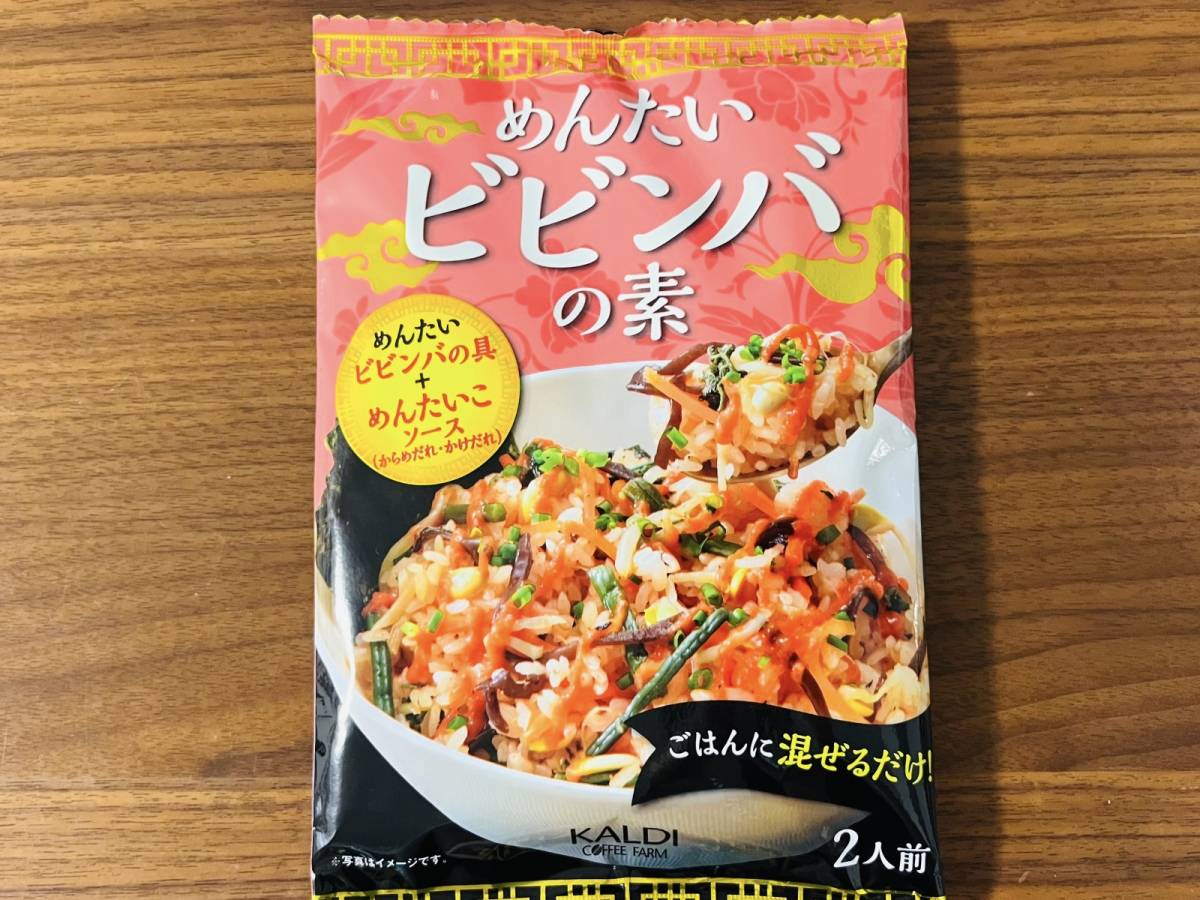 めんたい
ビビンバ
の素
めんたい
ビビンバの具
+
めんたいこ
ソース
(からめだれ・かけだれ)
ごはんに混ぜるだけ!
KALDI
COFFEE FARM
※写真はイメージです。
2人前